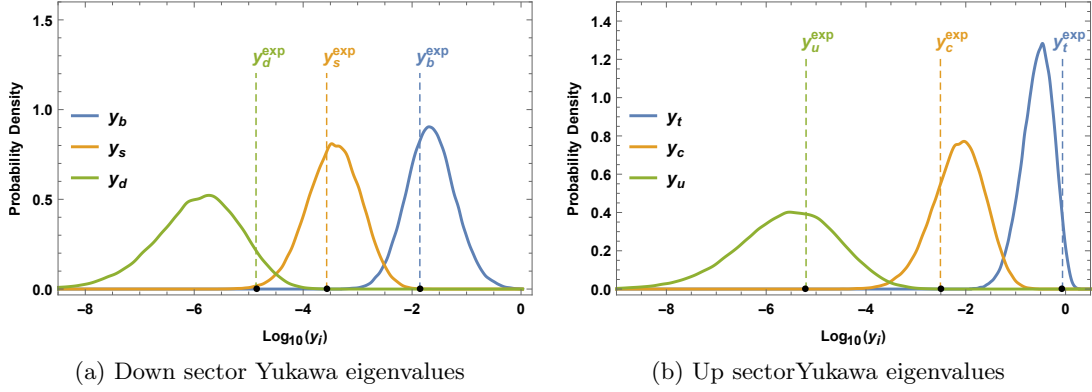 1.5
1.0
0.5
0.0
Probability Density
y_d^exp
y_s^exp
y_b^exp
y_b
y_s
y_d
−8
−6
−4
−2
0
Log10(y_i)
(a) Down sector Yukawa eigenvalues
1.4
1.2
1.0
0.8
0.6
0.4
0.2
0.0
Probability Density
y_u^exp
y_c^exp
y_t^exp
y_t
y_c
y_u
−8
−6
−4
−2
0
Log10(y_i)
(b) Up sectorYukawa eigenvalues